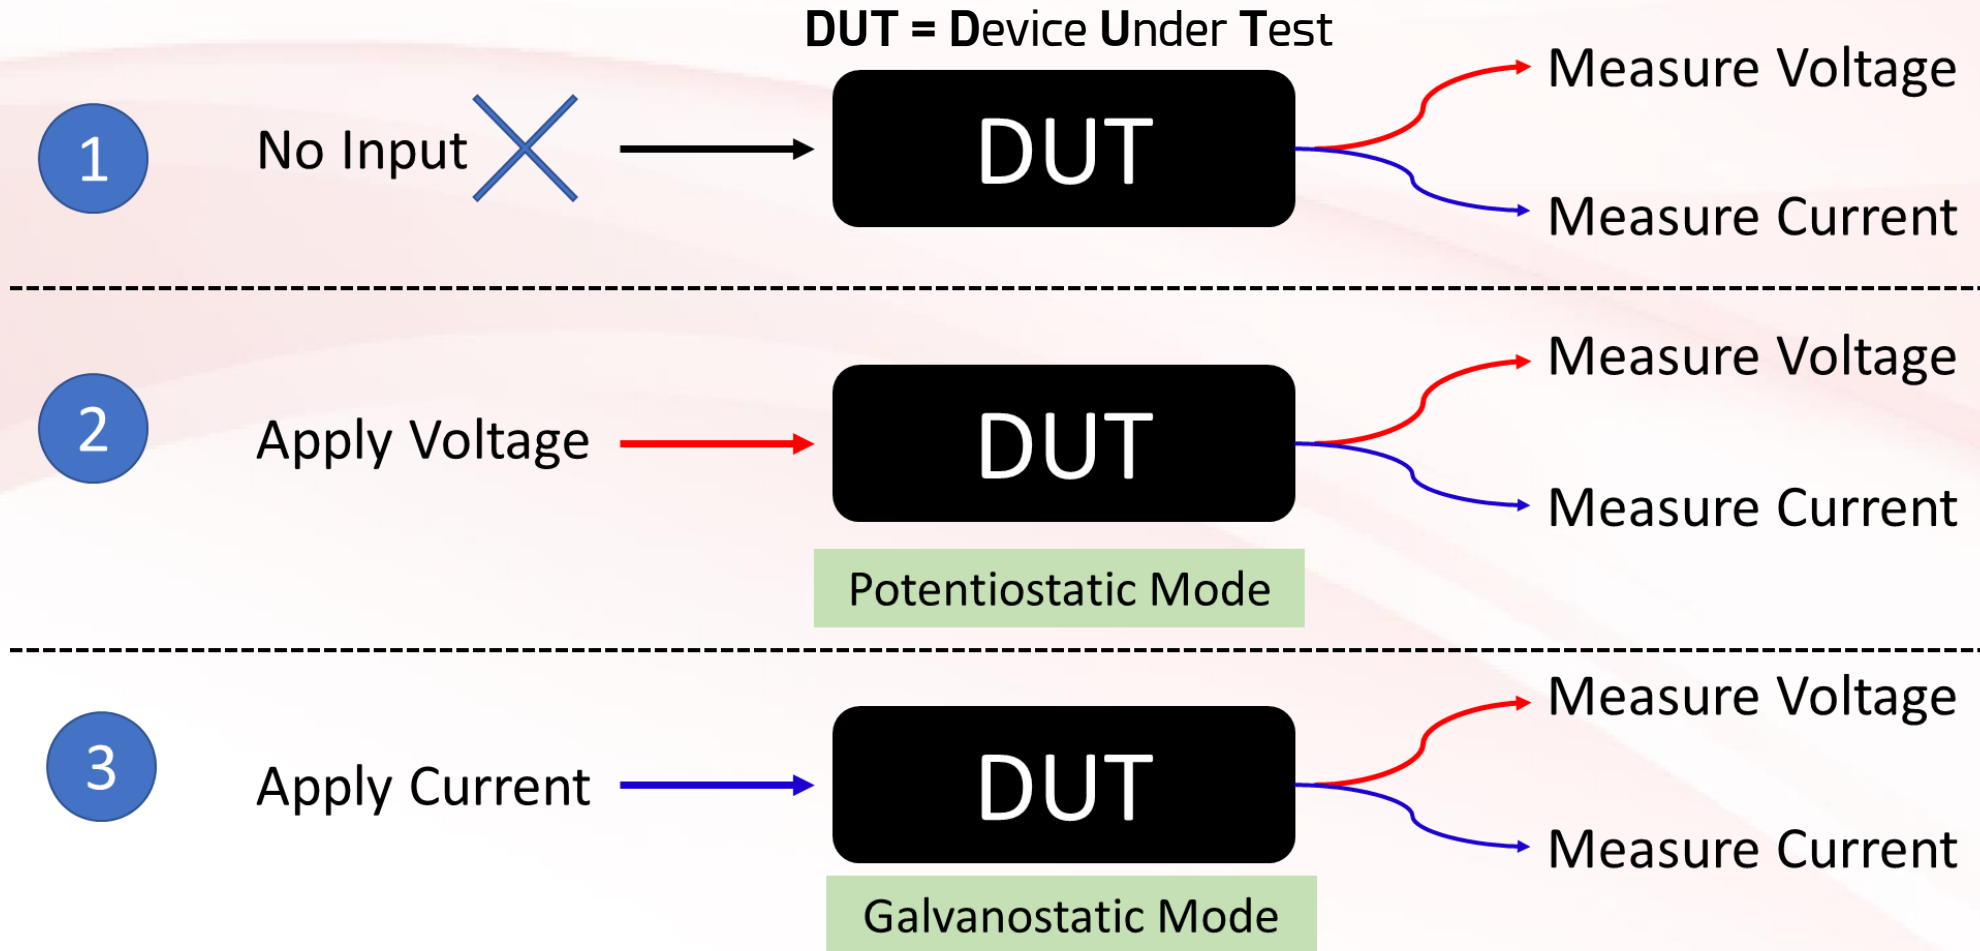 DUT = Device Under Test
1
No Input
DUT
Measure Voltage
Measure Current
2
Apply Voltage
DUT
Measure Voltage
Measure Current
Potentiostatic Mode
3
Apply Current
DUT
Measure Voltage
Measure Current
Galvanostatic Mode